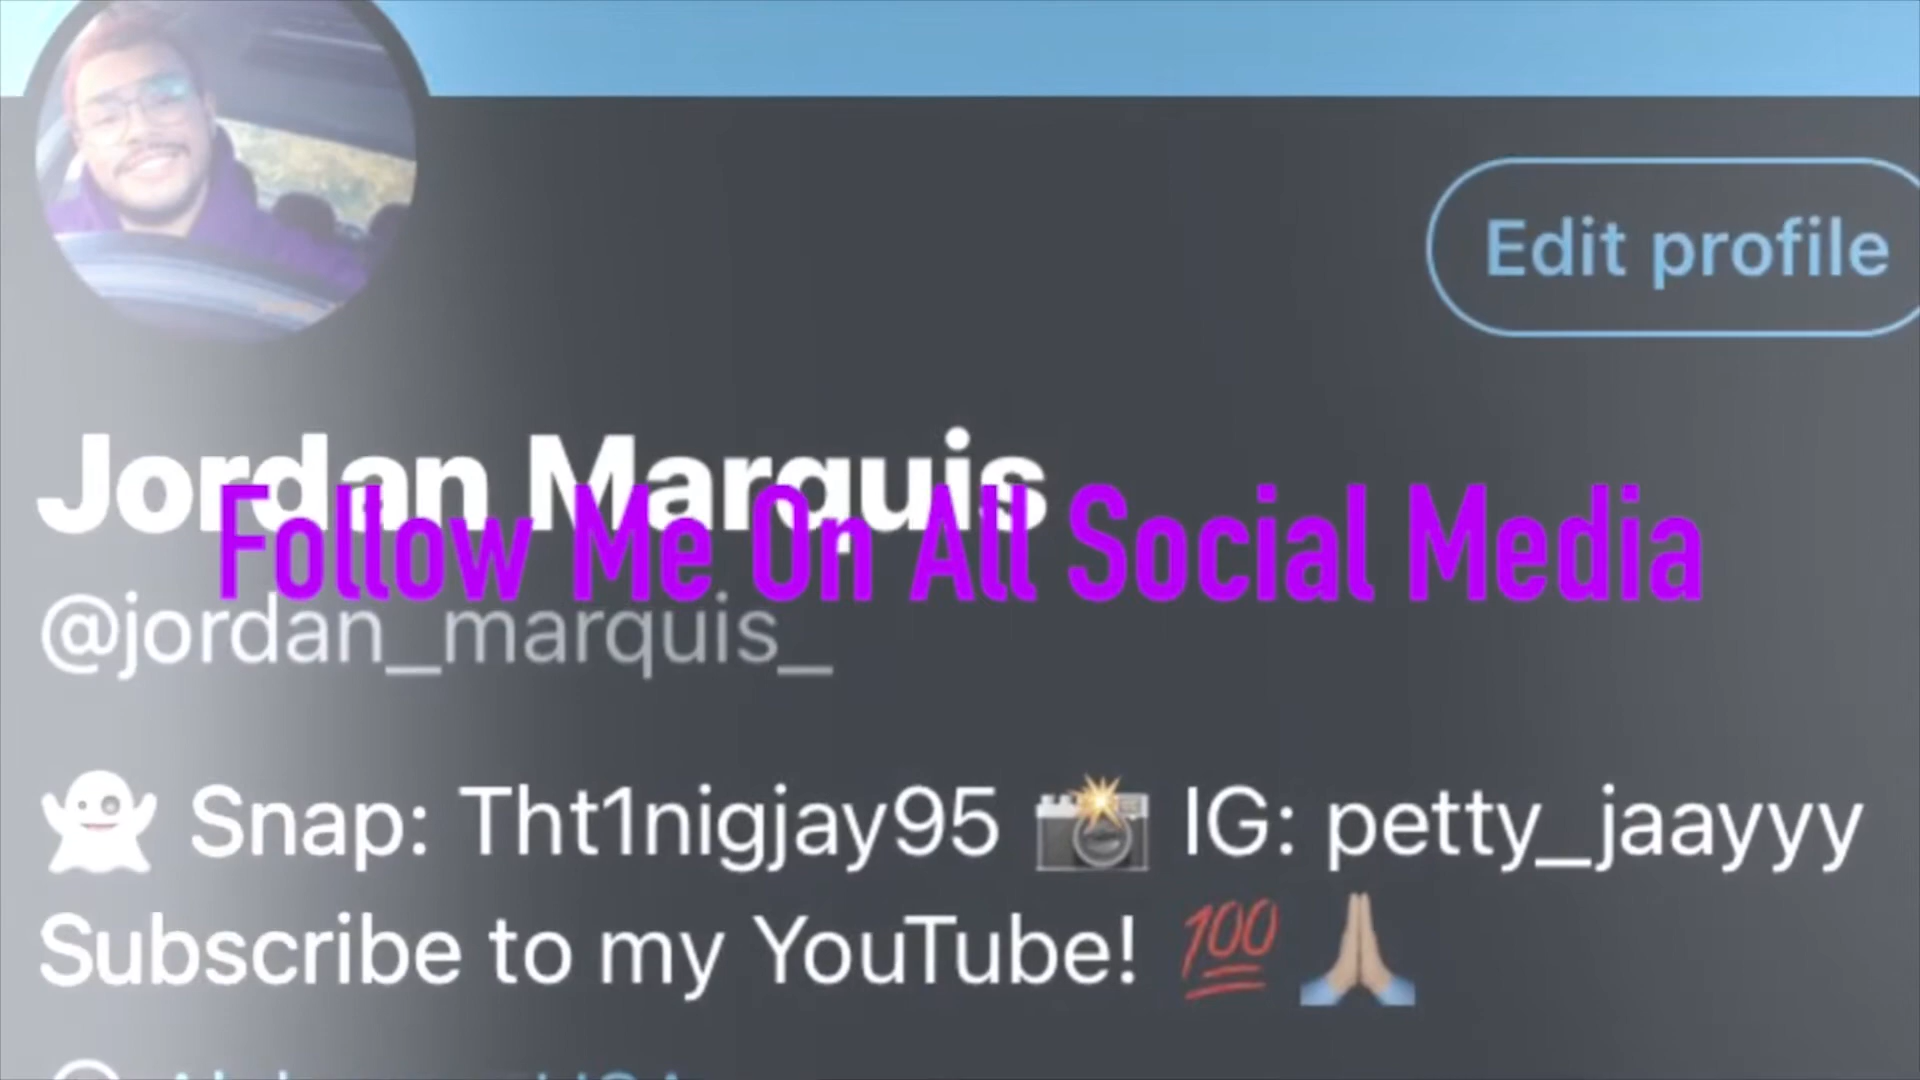 Edit profile
Jordan Marquis
Follow Me On All Social Media
@jordan_marquis_
Snap: Tht1nigjay95 IG: petty_jaayyy
Subscribe to my YouTube! 💯🙏🏼